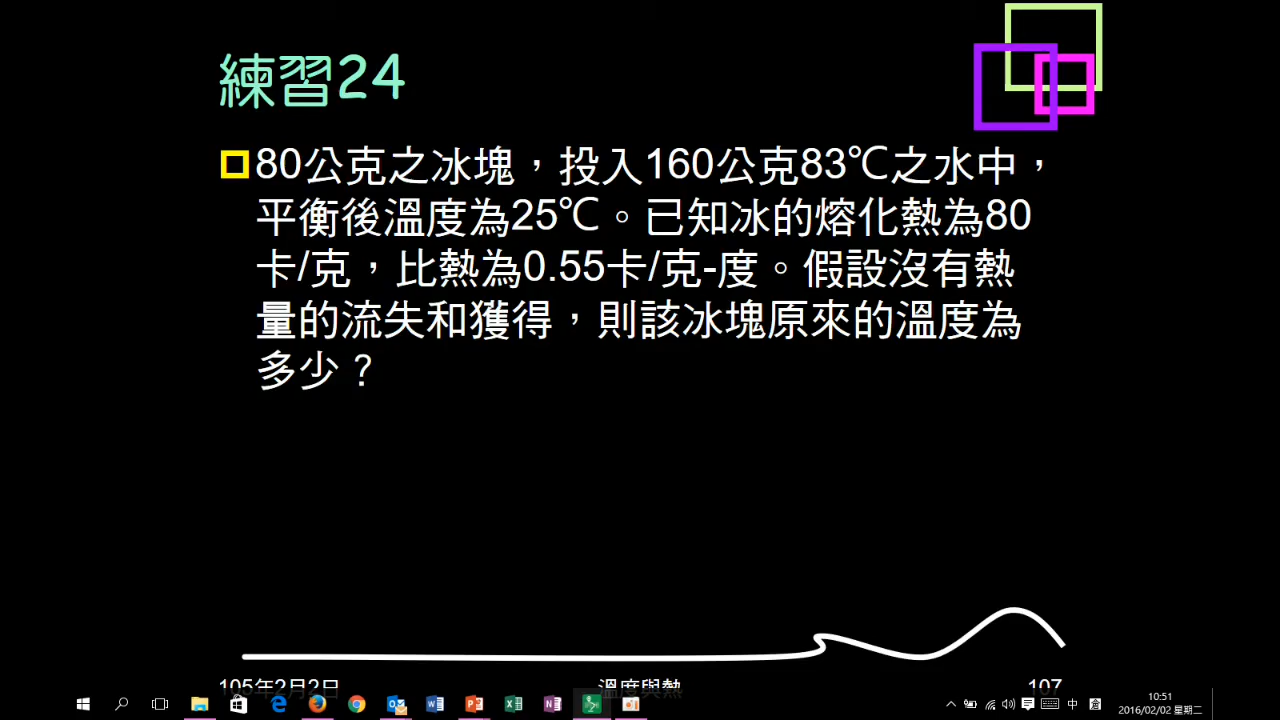 練習24
80公克之冰塊，投入160公克83℃之水中，
平衡後溫度為25℃。已知冰的熔化熱為80
卡/克，比熱為0.55卡/克-度。假設沒有熱
量的流失和獲得，則該冰塊原來的溫度為
多少？
105年2月2日
溫度與熱
107
中
10:51
2016/02/02 星期二